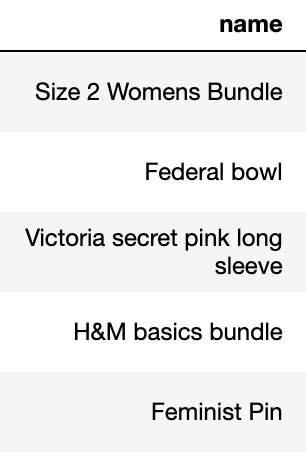 name
Size 2 Womens Bundle
Federal bowl
Victoria secret pink long
sleeve
H&M basics bundle
Feminist Pin